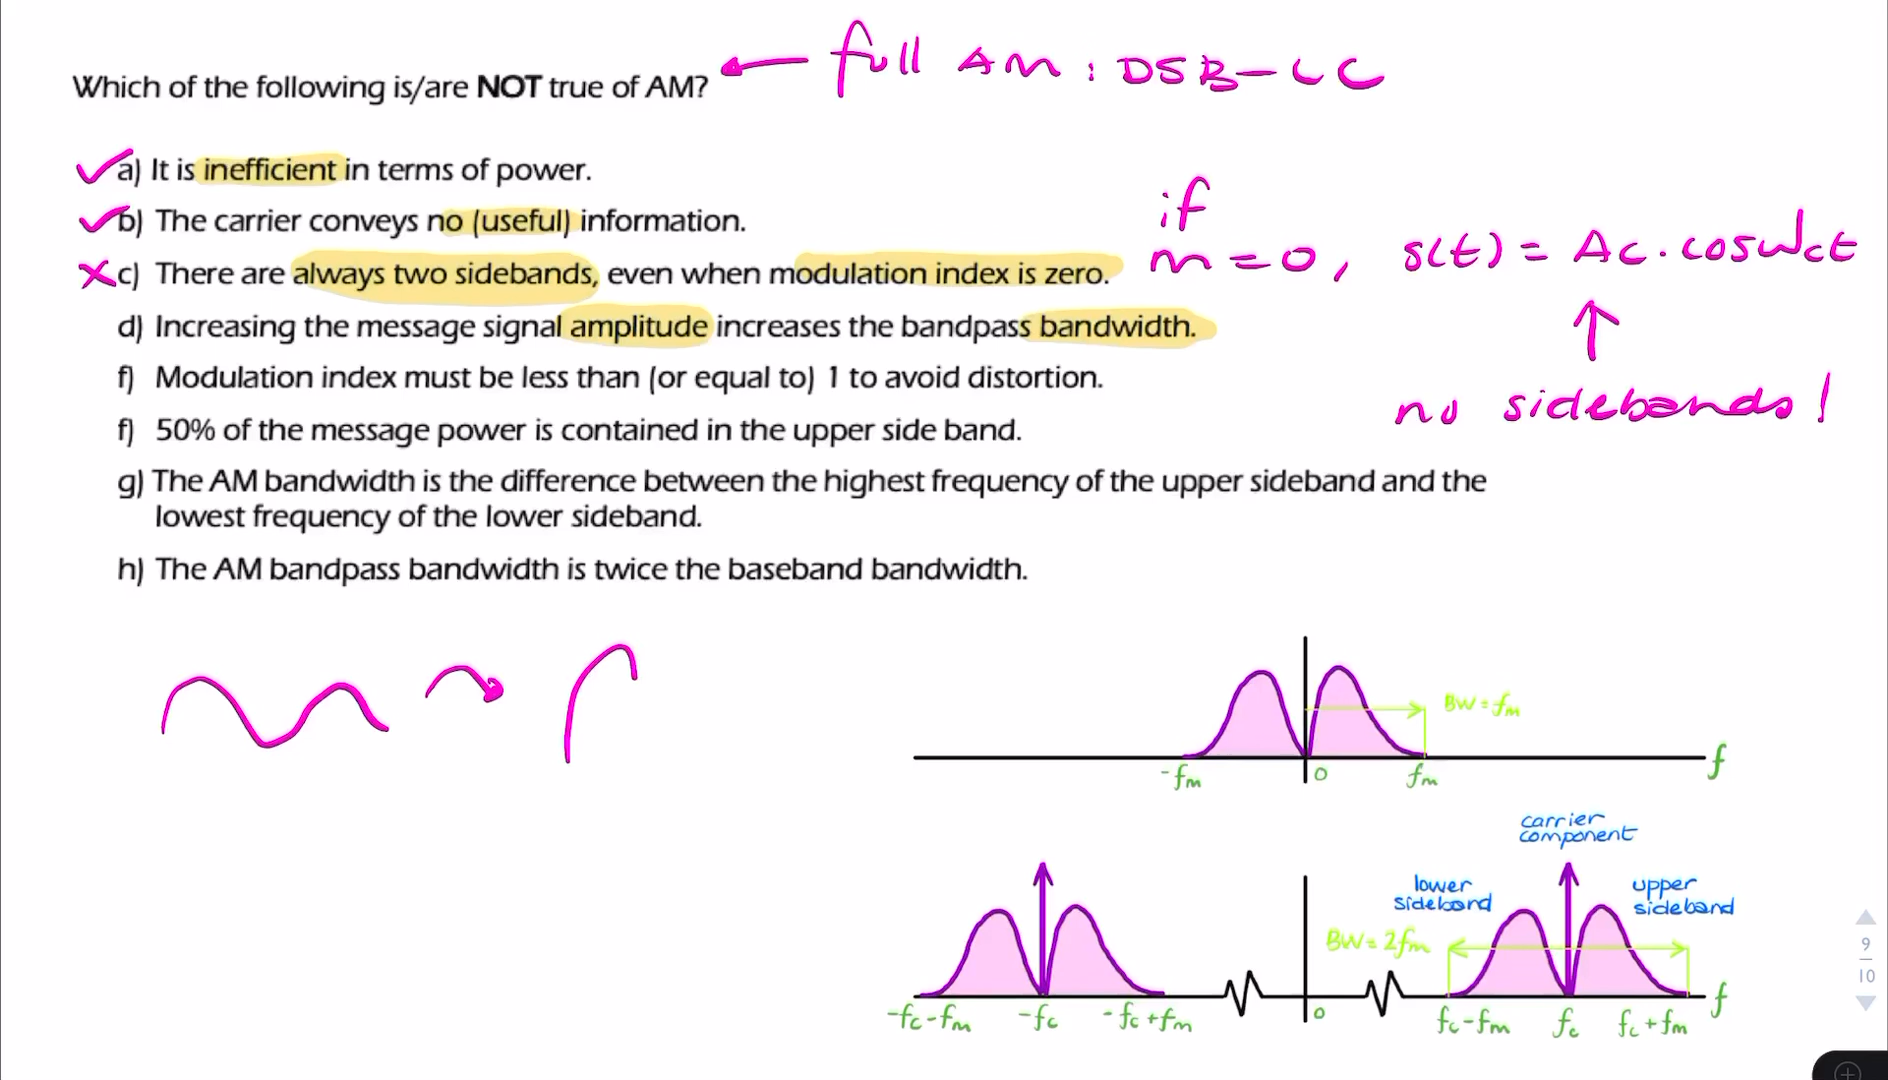 Which of the following is/are NOT true of AM?
full AM : DSB-LC
a) It is inefficient in terms of power.
b) The carrier conveys no (useful) information.
c) There are always two sidebands, even when modulation index is zero.
if
m = 0, s(t) = Ac. cosωct
d) Increasing the message signal amplitude increases the bandpass bandwidth.
f) Modulation index must be less than (or equal to) 1 to avoid distortion.
no sidebands!
f) 50% of the message power is contained in the upper side band.
g) The AM bandwidth is the difference between the highest frequency of the upper sideband and the
lowest frequency of the lower sideband.
h) The AM bandpass bandwidth is twice the baseband bandwidth.
BW = fm
f
-fm 0 fm
carrier
component
lower
sideband
upper
sideband
BW = 2fm
f
-fc-fm -fc -fc+fm 0 fc-fm fc fc+fm
9
10